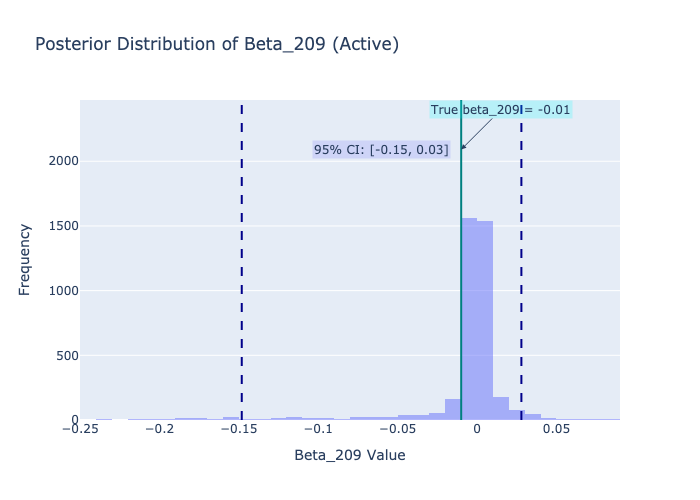 Posterior Distribution of Beta_209 (Active)
True beta_209 = -0.01
95% CI: [-0.15, 0.03]
2000
1500
1000
500
0
Frequency
−0.25 −0.2 −0.15 −0.1 −0.05 0 0.05
Beta_209 Value